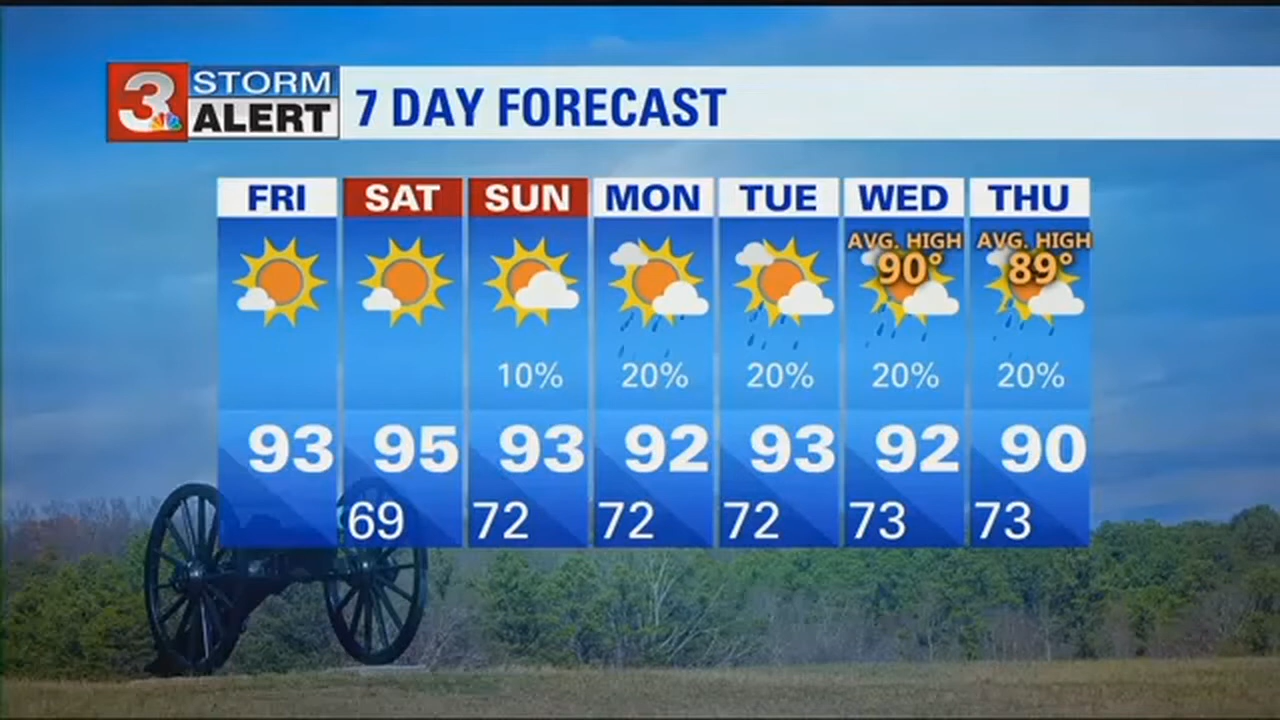 3 STORM ALERT
7 DAY FORECAST
FRI SAT SUN MON TUE WED THU
AVG. HIGH AVG. HIGH
90° 89°
10% 20% 20% 20% 20%
93 95 93 92 93 92 90
69 72 72 72 73 73